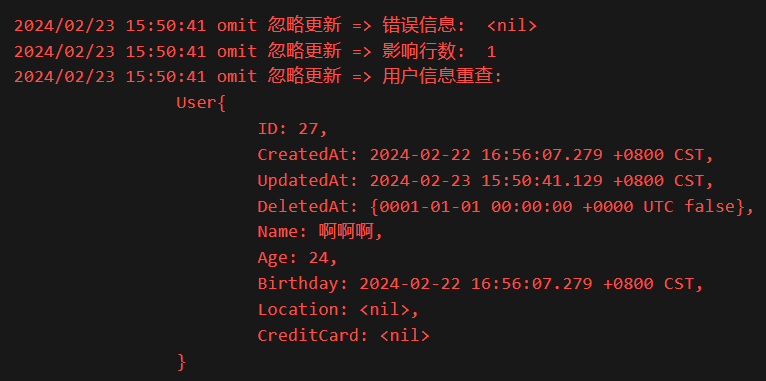 2024/02/23 15:50:41 omit 忽略更新 => 错误信息:  <nil>
2024/02/23 15:50:41 omit 忽略更新 => 影响行数:  1
2024/02/23 15:50:41 omit 忽略更新 => 用户信息重查:
User{
ID: 27,
CreatedAt: 2024-02-22 16:56:07.279 +0800 CST,
UpdatedAt: 2024-02-23 15:50:41.129 +0800 CST,
DeletedAt: {0001-01-01 00:00:00 +0000 UTC false},
Name: 啊啊啊,
Age: 24,
Birthday: 2024-02-22 16:56:07.279 +0800 CST,
Location: <nil>,
CreditCard: <nil>
}